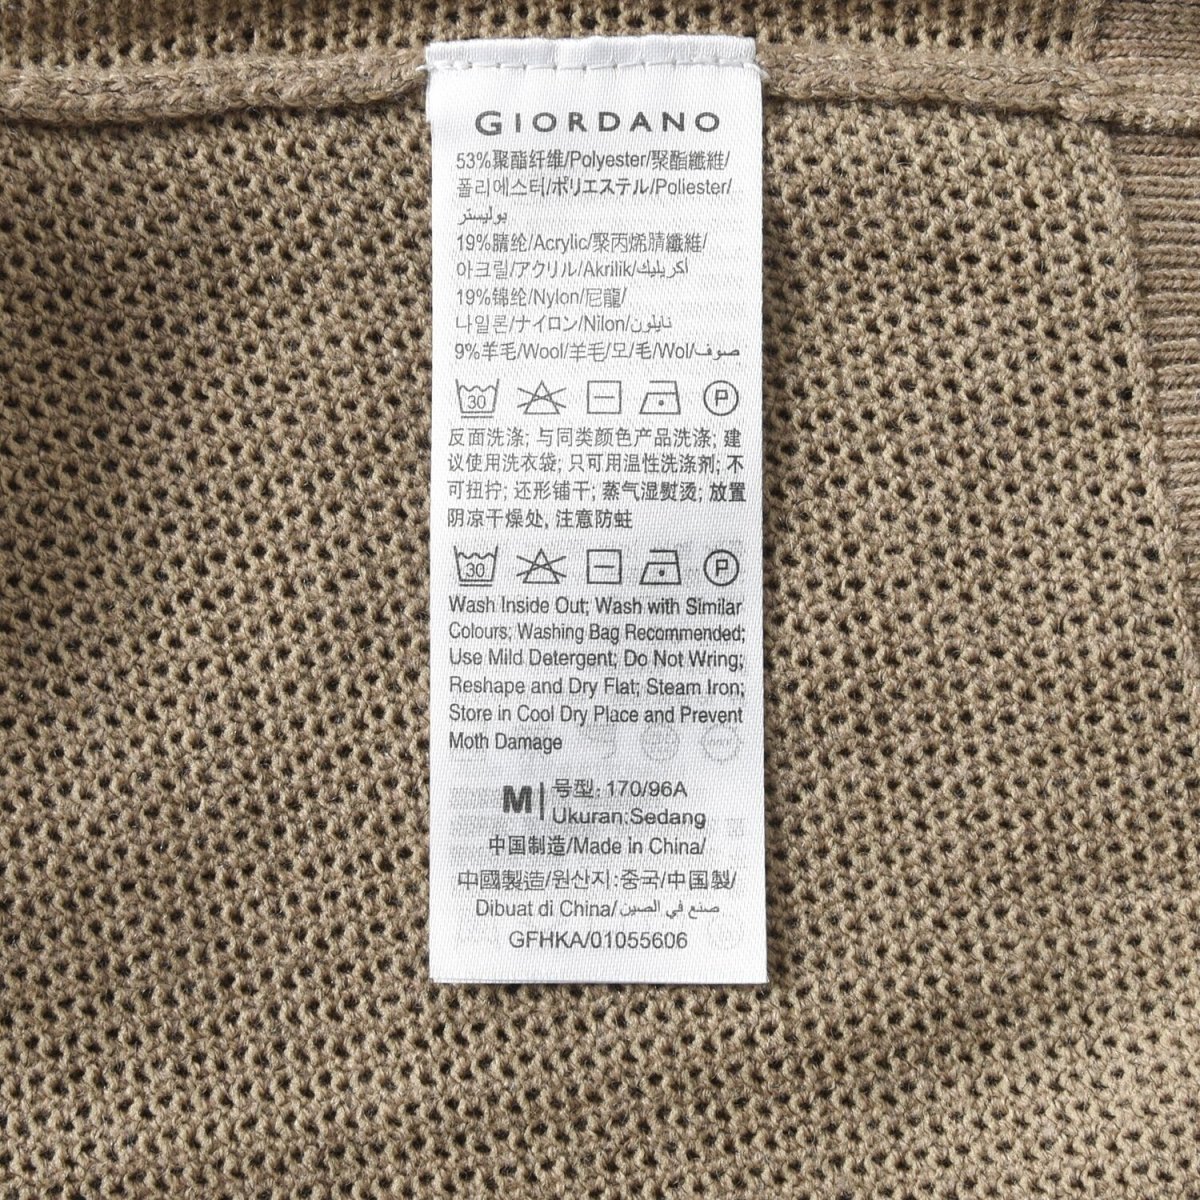 GIORDANO
53%聚酯纤维/Polyester/聚酯纖維/
폴리에스터/ポリエステル/Poliester/
بوليستر
19%腈纶/Acrylic/聚丙烯腈纖維/
아크릴/アクリル/Akrilik/اكريليك
19%锦纶/Nylon/尼龍/
나일론/ナイロン/Nilon/نايلون
9%羊毛/Wool/羊毛/모/毛/Wol/صوف
30 P
反面洗涤; 与同类颜色产品洗涤; 建
议使用洗衣袋; 只可用温性洗涤剂; 不
可扭拧; 还形铺干; 蒸气湿熨烫; 放置
阴凉干燥处, 注意防蛀
30 P
Wash Inside Out; Wash with Similar
Colours; Washing Bag Recommended;
Use Mild Detergent; Do Not Wring;
Reshape and Dry Flat; Steam Iron;
Store in Cool Dry Place and Prevent
Moth Damage
M 号型: 170/96A
Ukuran:Sedang
中国制造/Made in China/
中國製造/원산지:중국/中国製/
Dibuat di China/صنع في الصين
GFHKA/01055606